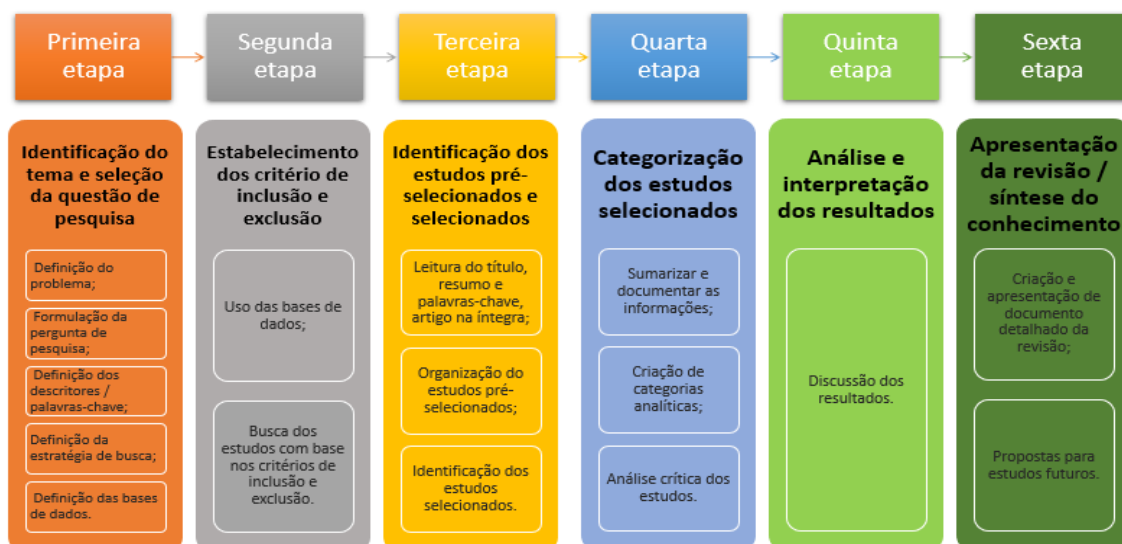 Primeira
etapa
Segunda
etapa
Terceira
etapa
Quarta
etapa
Quinta
etapa
Sexta
etapa
Identificação do
tema e seleção
da questão de
pesquisa
Definição do
problema;
Formulação da
pergunta de
pesquisa;
Definição dos
descritores /
palavras-chave;
Definição da
estratégia de busca;
Definição das bases
de dados.
Estabelecimento
dos critério de
inclusão e
exclusão
Uso das bases de
dados;
Busca dos
estudos com base
nos critérios de
inclusão e
exclusão.
Identificação dos
estudos pré-
selecionados e
selecionados
Leitura do título,
resumo e
palavras-chave,
artigo na íntegra;
Organização do
estudos pré-
selecionados;
Identificação dos
estudos
selecionados.
Categorização
dos estudos
selecionados
Sumarizar e
documentar as
informações;
Criação de
categorias
analíticas;
Análise crítica dos
estudos.
Análise e
interpretação
dos resultados
Discussão dos
resultados.
Apresentação
da revisão /
síntese do
conhecimento
Criação e
apresentação de
documento
detalhado da
revisão;
Propostas para
estudos futuros.